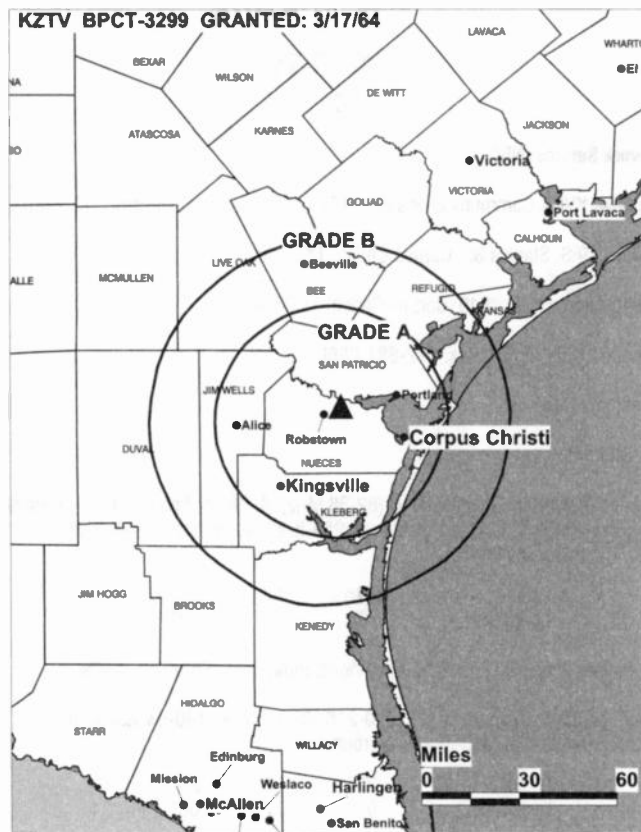 KZTV BPCT-3299 GRANTED: 3/17/64
LAVACA
WHARTON
BEXAR
WILSON
El
DE WITT
JACKSON
ATASCOSA
KARNES
Victoria
VICTORIA
GOLIAD
Port Lavaca
CALHOUN
GRADE B
LIVE OAK
Beeville
MCMULLEN
BEE
REFUGIO
GRADE A
SAN PATRICIO
JIM WELLS
Portland
Alice
Robstown
Corpus Christi
DUVAL
NUECES
Kingsville
KLEBERG
JIM HOGG
BROOKS
KENEDY
HIDALGO
STARR
WILLACY
Edinburg
Miles
Mission
Weslaco
Harlingen
0 30 60
McAllen
San Benito